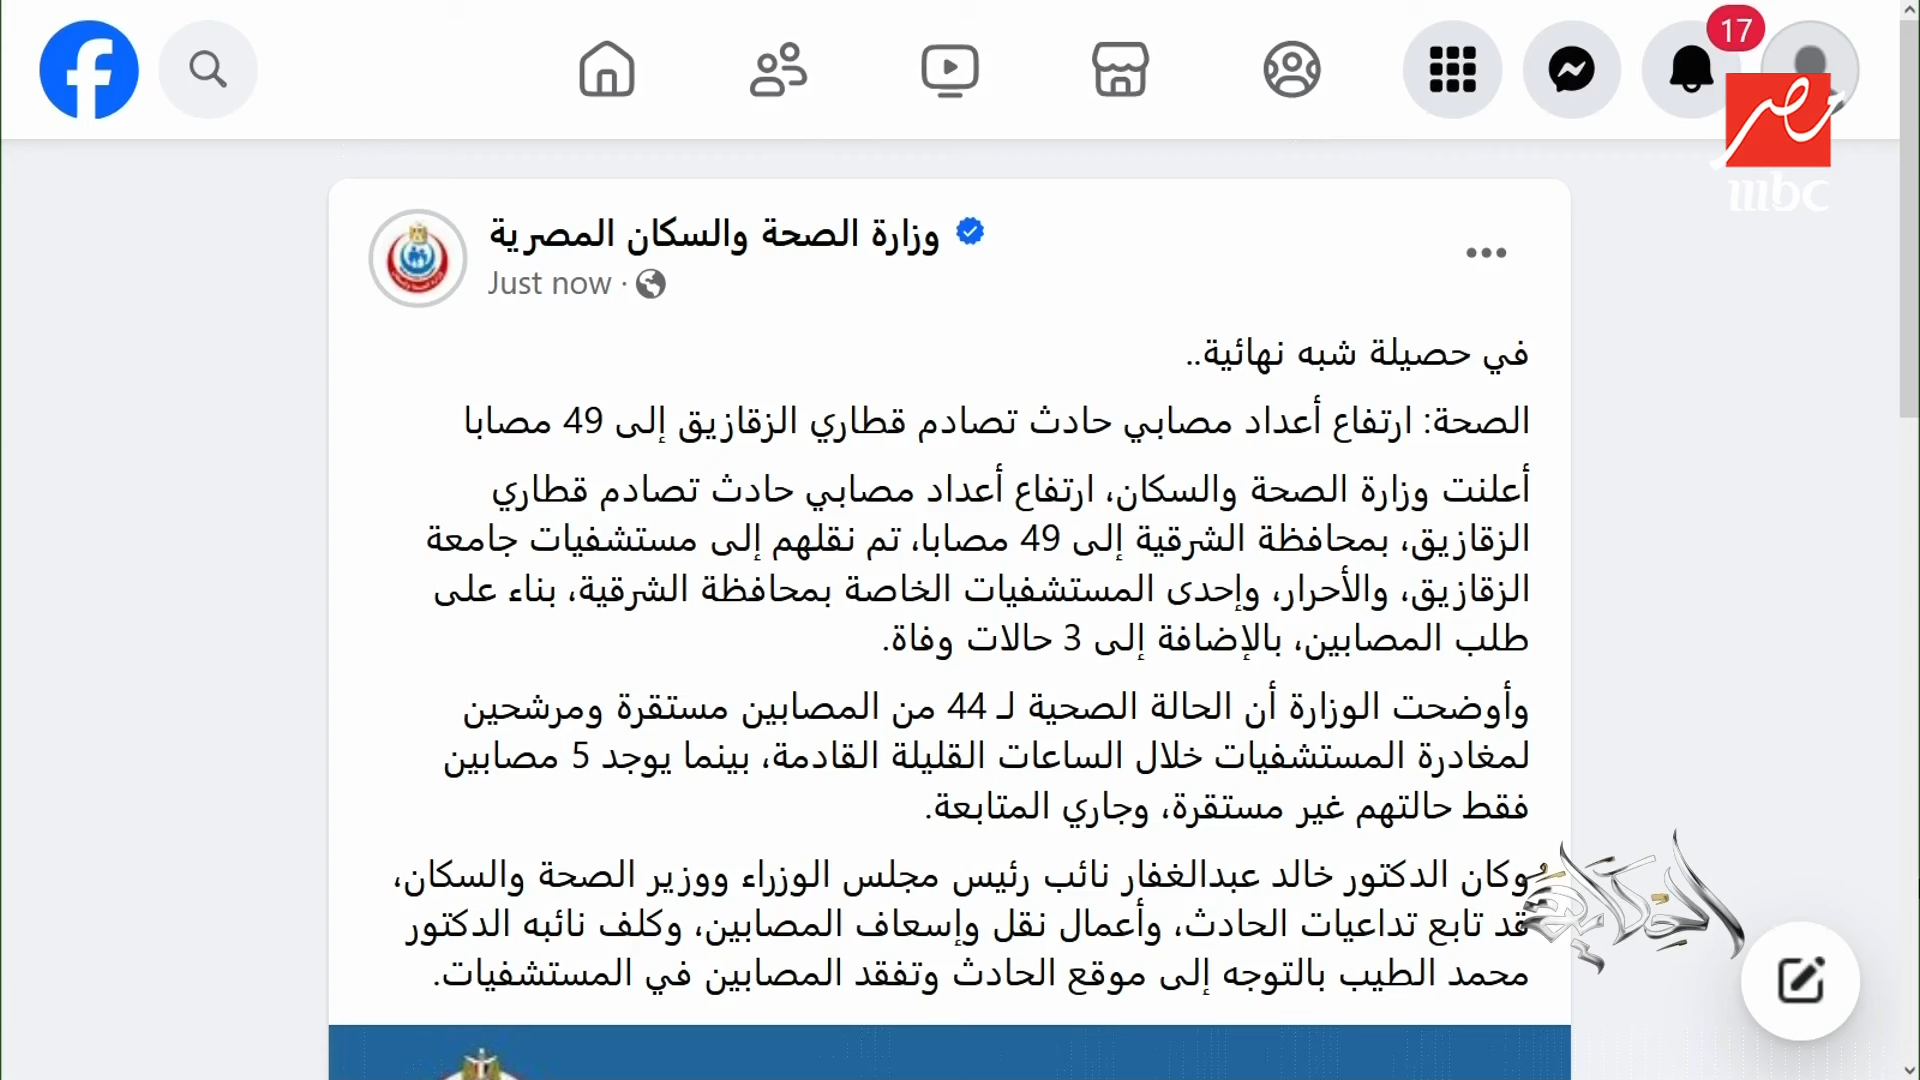 17
مصر
mbc
وزارة الصحة والسكان المصرية
Just now ·
في حصيلة شبه نهائية..
الصحة: ارتفاع أعداد مصابي حادث تصادم قطاري الزقازيق إلى 49 مصابا
أعلنت وزارة الصحة والسكان، ارتفاع أعداد مصابي حادث تصادم قطاري
الزقازيق، بمحافظة الشرقية إلى 49 مصابا، تم نقلهم إلى مستشفيات جامعة
الزقازيق، والأحرار، وإحدى المستشفيات الخاصة بمحافظة الشرقية، بناء على
طلب المصابين، بالإضافة إلى 3 حالات وفاة.
وأوضحت الوزارة أن الحالة الصحية لـ 44 من المصابين مستقرة ومرشحين
لمغادرة المستشفيات خلال الساعات القليلة القادمة، بينما يوجد 5 مصابين
فقط حالتهم غير مستقرة، وجاري المتابعة.
وكان الدكتور خالد عبدالغفار نائب رئيس مجلس الوزراء ووزير الصحة والسكان،
قد تابع تداعيات الحادث، وأعمال نقل وإسعاف المصابين، وكلف نائبه الدكتور
محمد الطيب بالتوجه إلى موقع الحادث وتفقد المصابين في المستشفيات.
الحكاية